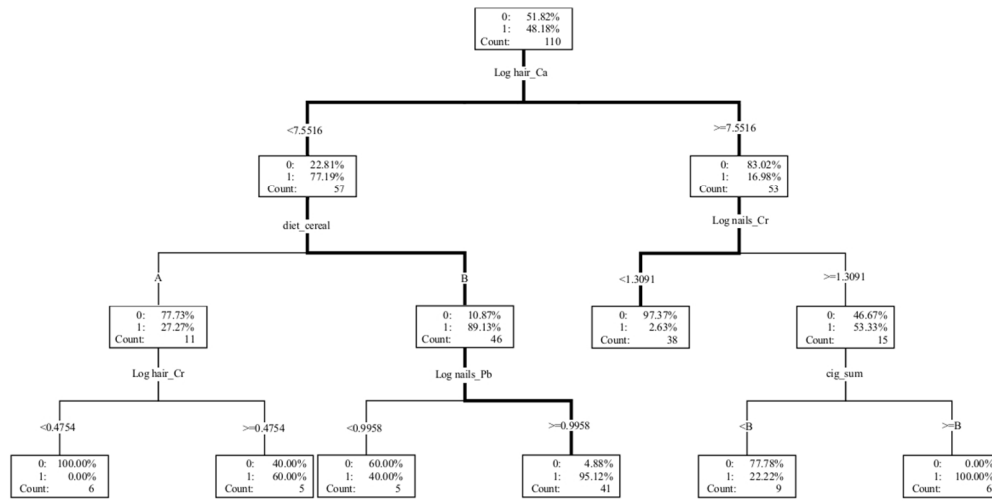 0: 51.82%
1: 48.18%
Count: 110
Log hair_Ca
<7.5516
>=7.5516
0: 22.81%
1: 77.19%
Count: 57
0: 83.02%
1: 16.98%
Count: 53
diet_cereal
Log nails_Cr
A
B
<1.3091
>=1.3091
0: 77.73%
1: 27.27%
Count: 11
0: 10.87%
1: 89.13%
Count: 46
0: 97.37%
1: 2.63%
Count: 38
0: 46.67%
1: 53.33%
Count: 15
Log hair_Cr
Log nails_Pb
cig_sum
<0.4754
>=0.4754
<0.9958
>=0.9958
<B
>=B
0: 100.00%
1: 0.00%
Count: 6
0: 40.00%
1: 60.00%
Count: 5
0: 60.00%
1: 40.00%
Count: 5
0: 4.88%
1: 95.12%
Count: 41
0: 77.78%
1: 22.22%
Count: 9
0: 0.00%
1: 100.00%
Count: 6